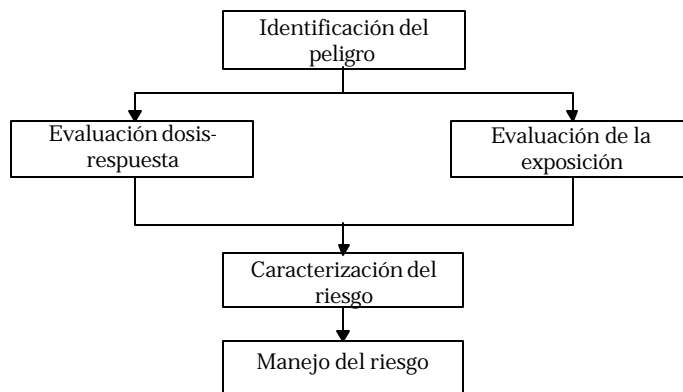 Identificación del
peligro
Evaluación dosis-
respuesta
Evaluación de la
exposición
Caracterización del
riesgo
Manejo del riesgo